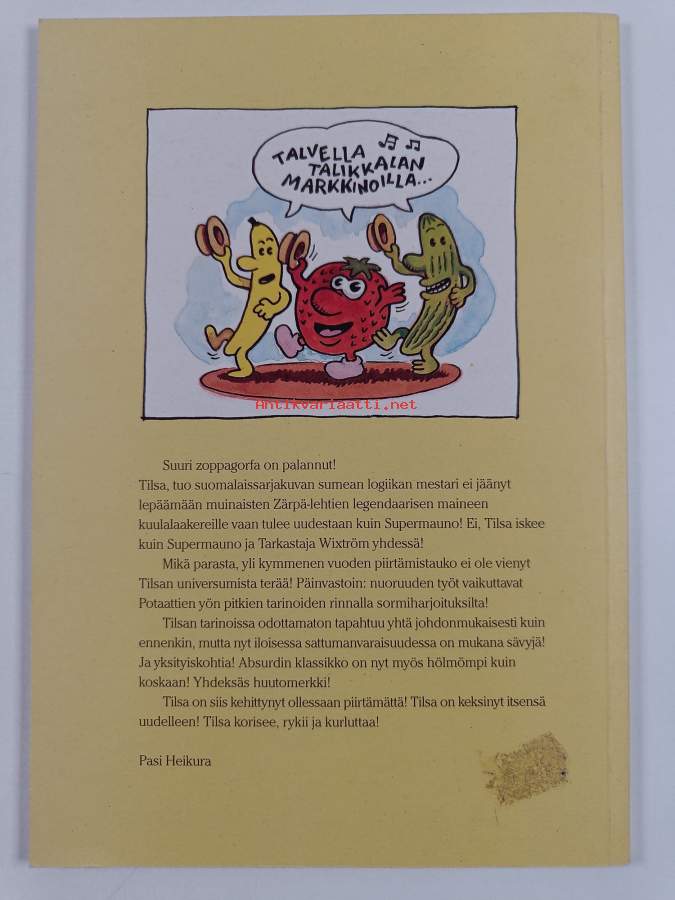 TALVELLA
TALIKKALAN
MARKKINOILLA...
Antikvariaatti.net
Suuri zoppagorfa on palannut!
Tilsa, tuo suomalaissarjakuvan sumean logiikan mestari ei jäänyt
lepäämään muinaisten Zärpä-lehtien legendaarisen maineen
kuulalaakereille vaan tulee uudestaan kuin Supermauno! Ei, Tilsa iskee
kuin Supermauno ja Tarkastaja Wixtröm yhdessä!
Mikä parasta, yli kymmenen vuoden piirtämistauko ei ole vienyt
Tilsan universumista terää! Päinvastoin: nuoruuden työt vaikuttavat
Potaattien yön pitkien tarinoiden rinnalla sormiharjoituksilta!
Tilsan tarinoissa odottamaton tapahtuu yhtä johdonmukaisesti kuin
ennenkin, mutta nyt iloisessa sattumanvaraisuudessa on mukana sävyjä!
Ja yksityiskohtia! Absurdin klassikko on nyt myös hölmömpi kuin
koskaan! Yhdeksäs huutomerkki!
Tilsa on siis kehittynyt ollessaan piirtämättä! Tilsa on keksinyt itsensä
uudelleen! Tilsa korisee, rykii ja kurluttaa!
Pasi Heikura